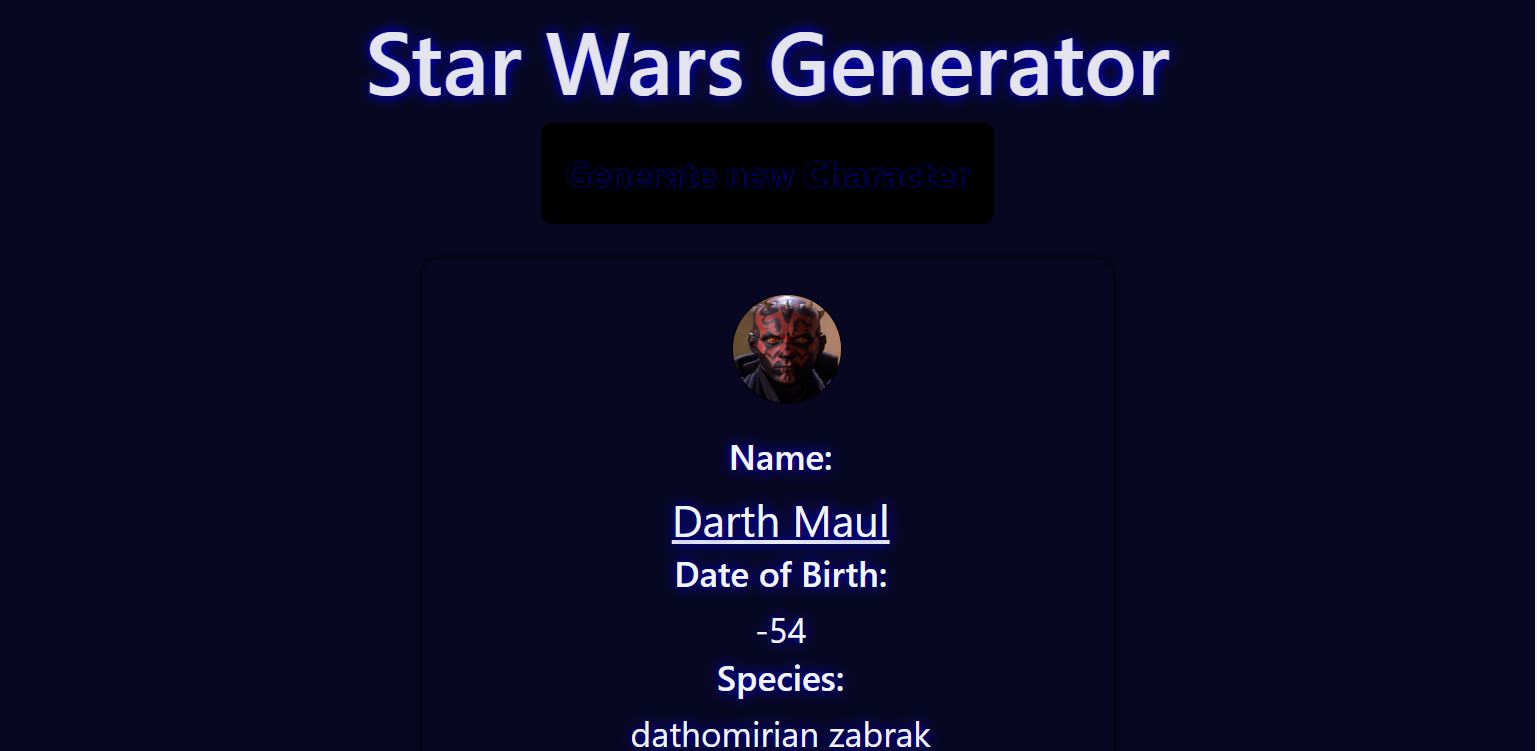 Star Wars Generator
Generate new Character
Name:
Darth Maul
Date of Birth:
-54
Species:
dathomirian zabrak